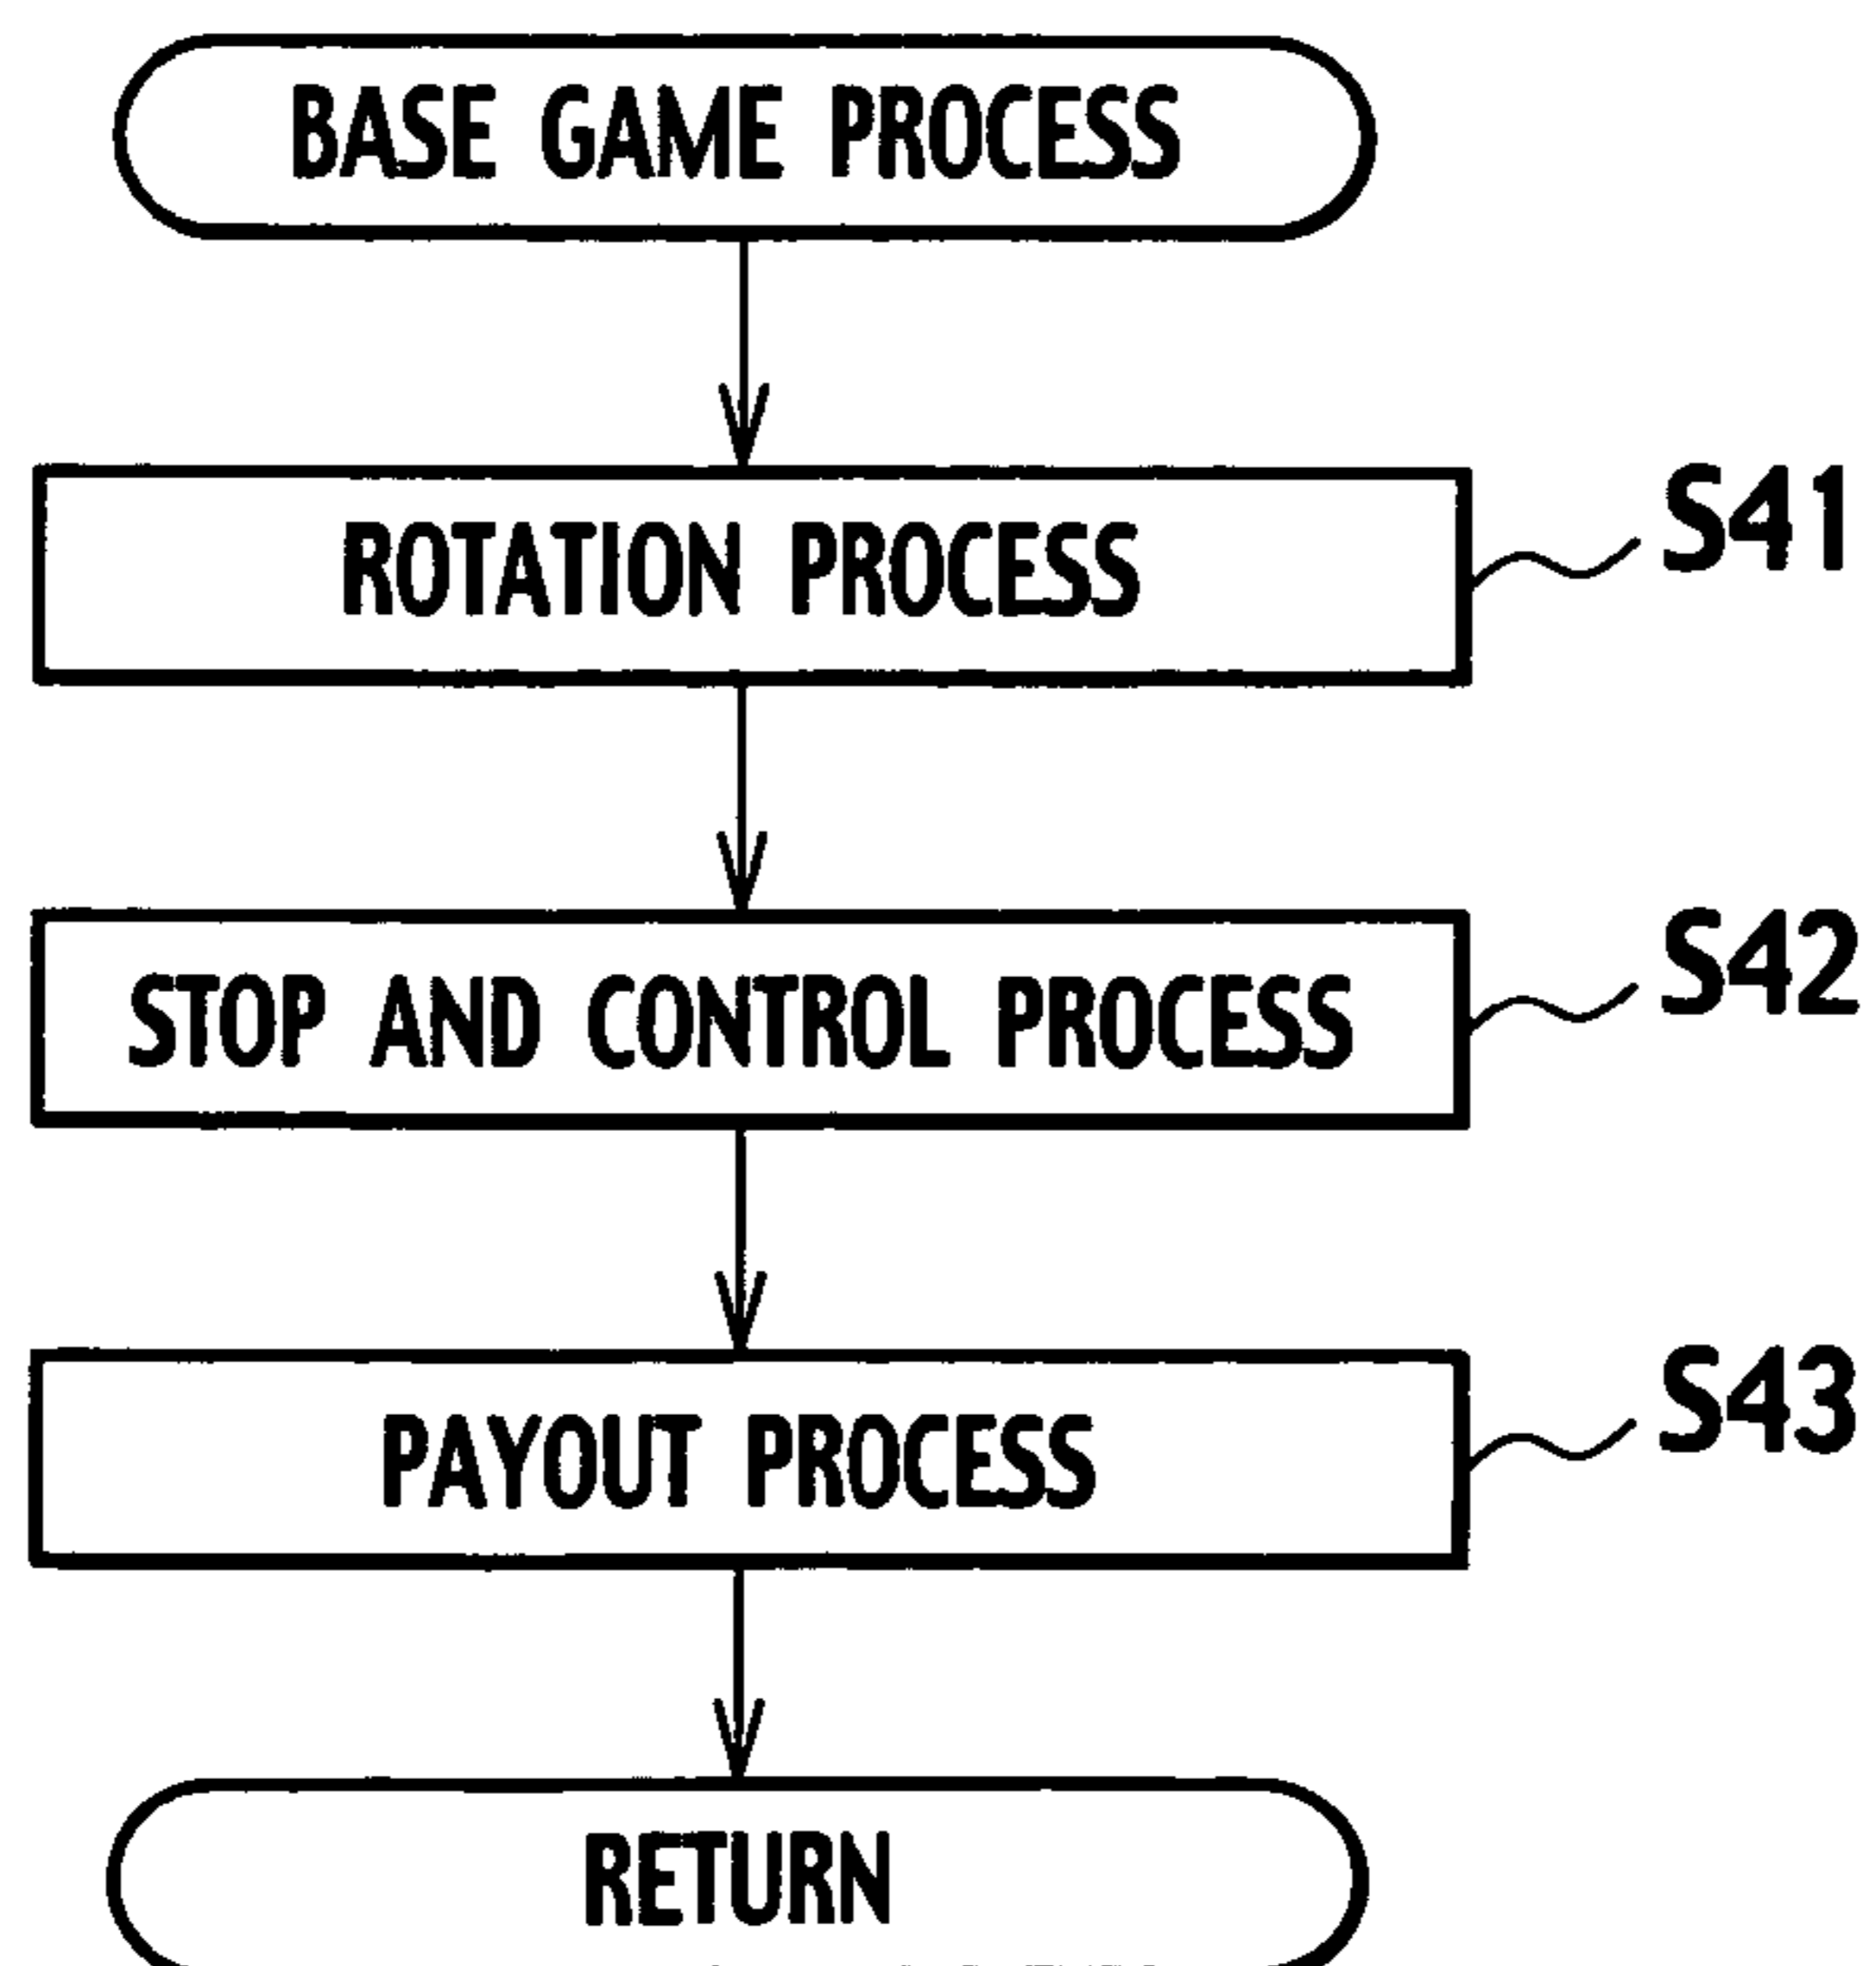 BASE GAME PROCESS
ROTATION PROCESS
S41
STOP AND CONTROL PROCESS
S42
PAYOUT PROCESS
S43
RETURN